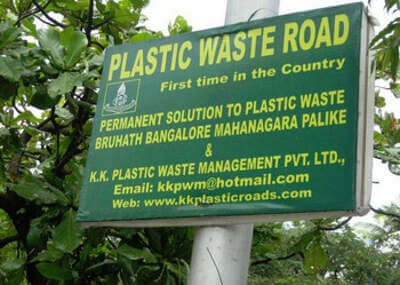 PLASTIC WASTE ROAD
First time in the Country
PERMANENT SOLUTION TO PLASTIC WASTE
BRUHATH BANGALORE MAHANAGARA PALIKE
&
K.K. PLASTIC WASTE MANAGEMENT PVT. LTD.,
Email: kkpwm@hotmail.com
Web: www.kkplasticroads.com